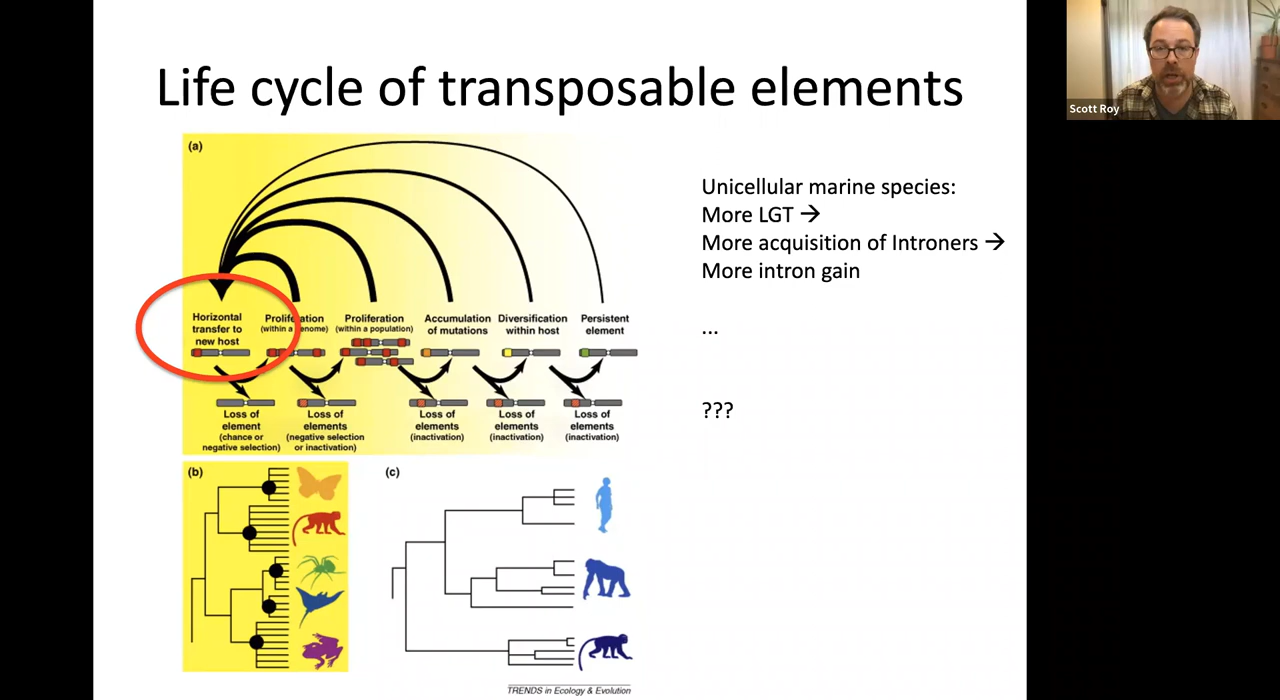 Life cycle of transposable elements
(a)
Horizontal
transfer to
new host
Proliferation
(within a genome)
Proliferation
(within a population)
Accumulation
of mutations
Diversification
within host
Persistent
element
Loss of
element
(chance or
negative selection)
Loss of
elements
(negative selection
or inactivation)
Loss of
elements
(inactivation)
Loss of
elements
(inactivation)
Loss of
elements
(inactivation)
(b)
(c)
TRENDS in Ecology & Evolution
Unicellular marine species:
More LGT →
More acquisition of Introners →
More intron gain
...
???
Scott Roy